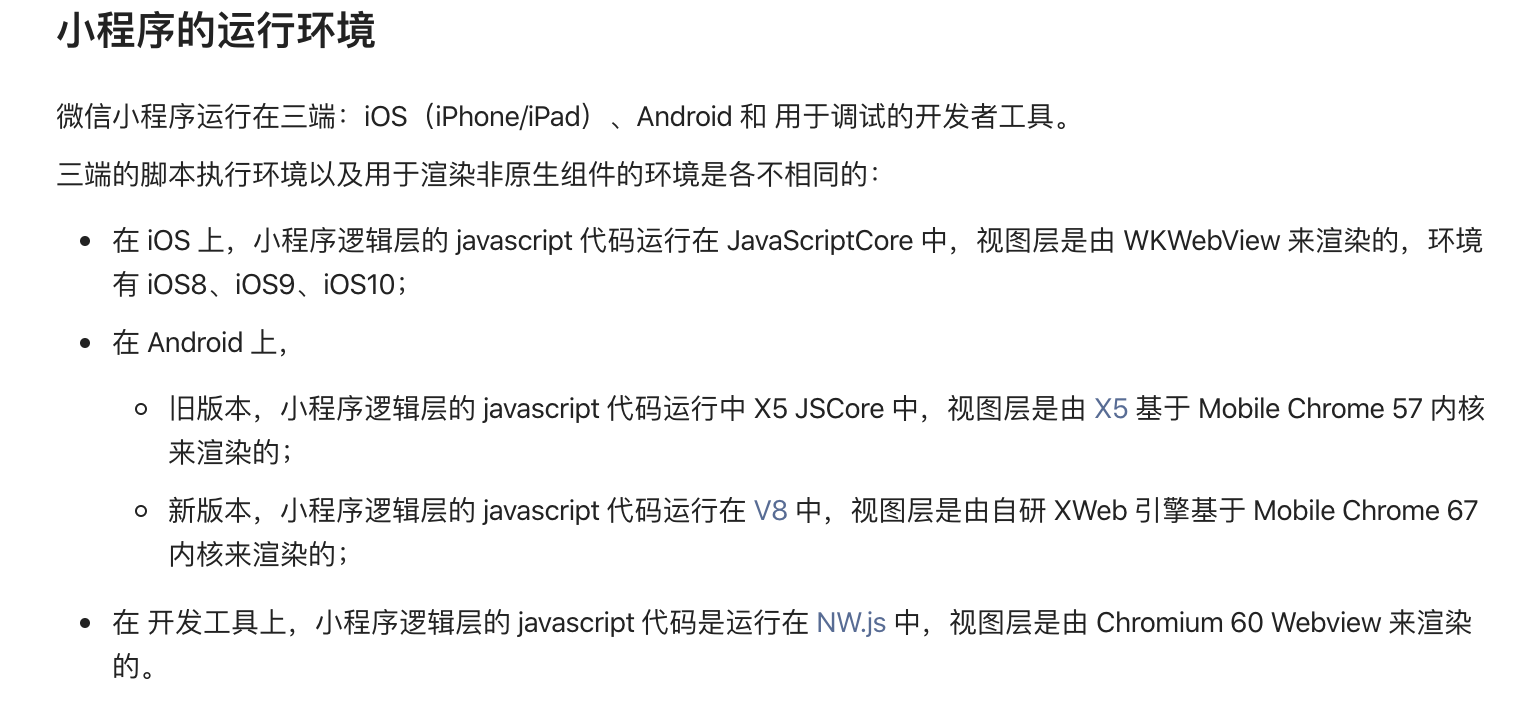 小程序的运行环境
微信小程序运行在三端：iOS（iPhone/iPad）、Android 和 用于调试的开发者工具。
三端的脚本执行环境以及用于渲染非原生组件的环境是各不相同的：
在 iOS 上，小程序逻辑层的 javascript 代码运行在 JavaScriptCore 中，视图层是由 WKWebView 来渲染的，环境
有 iOS8、iOS9、iOS10；
在 Android 上，
旧版本，小程序逻辑层的 javascript 代码运行中 X5 JSCore 中，视图层是由 X5 基于 Mobile Chrome 57 内核
来渲染的；
新版本，小程序逻辑层的 javascript 代码运行在 V8 中，视图层是由自研 XWeb 引擎基于 Mobile Chrome 67
内核来渲染的；
在 开发工具上，小程序逻辑层的 javascript 代码是运行在 NW.js 中，视图层是由 Chromium 60 Webview 来渲染
的。